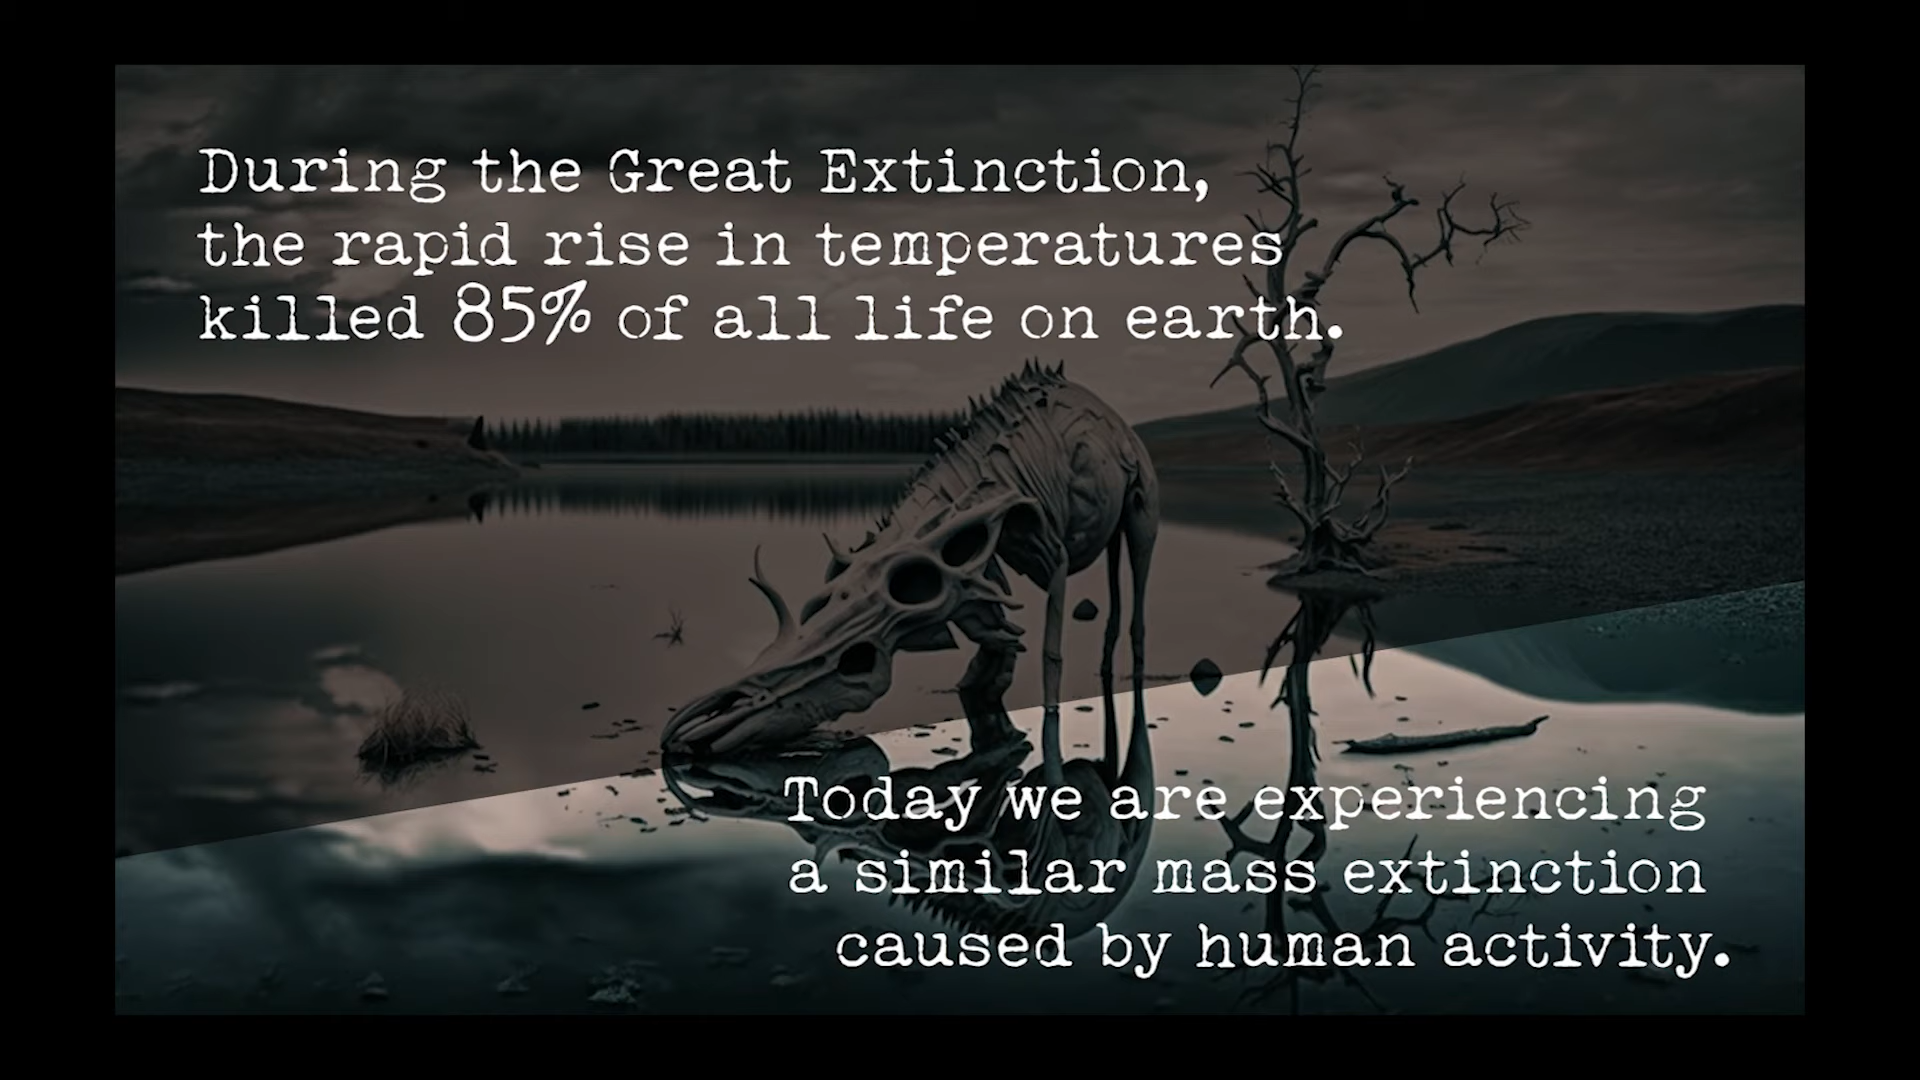 During the Great Extinction,
the rapid rise in temperatures
killed 85% of all life on earth.
Today we are experiencing
a similar mass extinction
caused by human activity.